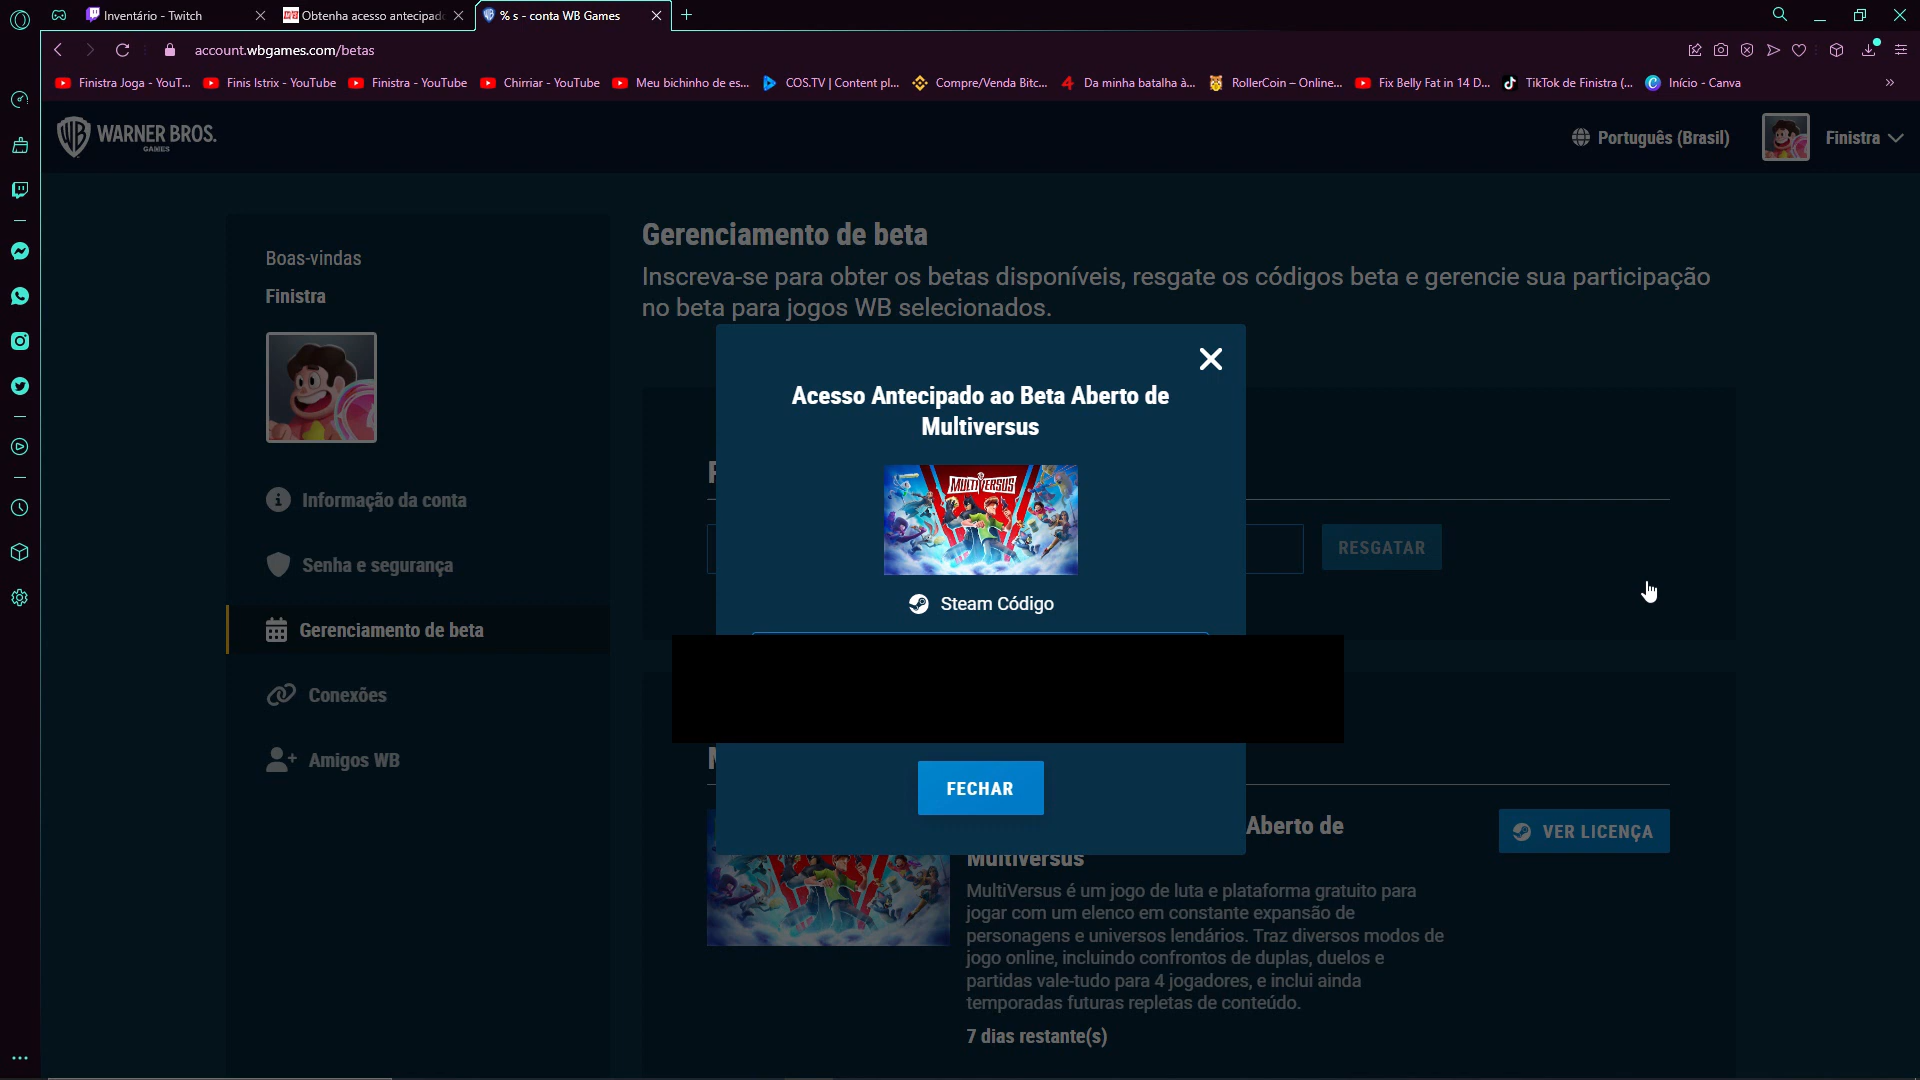 Inventário - Twitch
Obtenha acesso antecipad
% s - conta WB Games
account.wbgames.com/betas
Finistra Joga - YouT...
Finis Istrix - YouTube
Finistra - YouTube
Chirriar - YouTube
Meu bichinho de es...
COS.TV | Content pl...
Compre/Venda Bitc...
Da minha batalha à...
RollerCoin – Online...
Fix Belly Fat in 14 D...
TikTok de Finistra (...
Início - Canva
WARNER BROS.
GAMES
Português (Brasil)
Finistra
Boas-vindas
Finistra
Informação da conta
Senha e segurança
Gerenciamento de beta
Conexões
Amigos WB
Gerenciamento de beta
Inscreva-se para obter os betas disponíveis, resgate os códigos beta e gerencie sua participação
no beta para jogos WB selecionados.
RESGATAR
Acesso Antecipado ao Beta Aberto de
Multiversus
MULTIVERSUS
Steam Código
FECHAR
Aberto de
Multiversus
VER LICENÇA
MultiVersus é um jogo de luta e plataforma gratuito para
jogar com um elenco em constante expansão de
personagens e universos lendários. Traz diversos modos de
jogo online, incluindo confrontos de duplas, duelos e
partidas vale-tudo para 4 jogadores, e inclui ainda
temporadas futuras repletas de conteúdo.
7 dias restante(s)